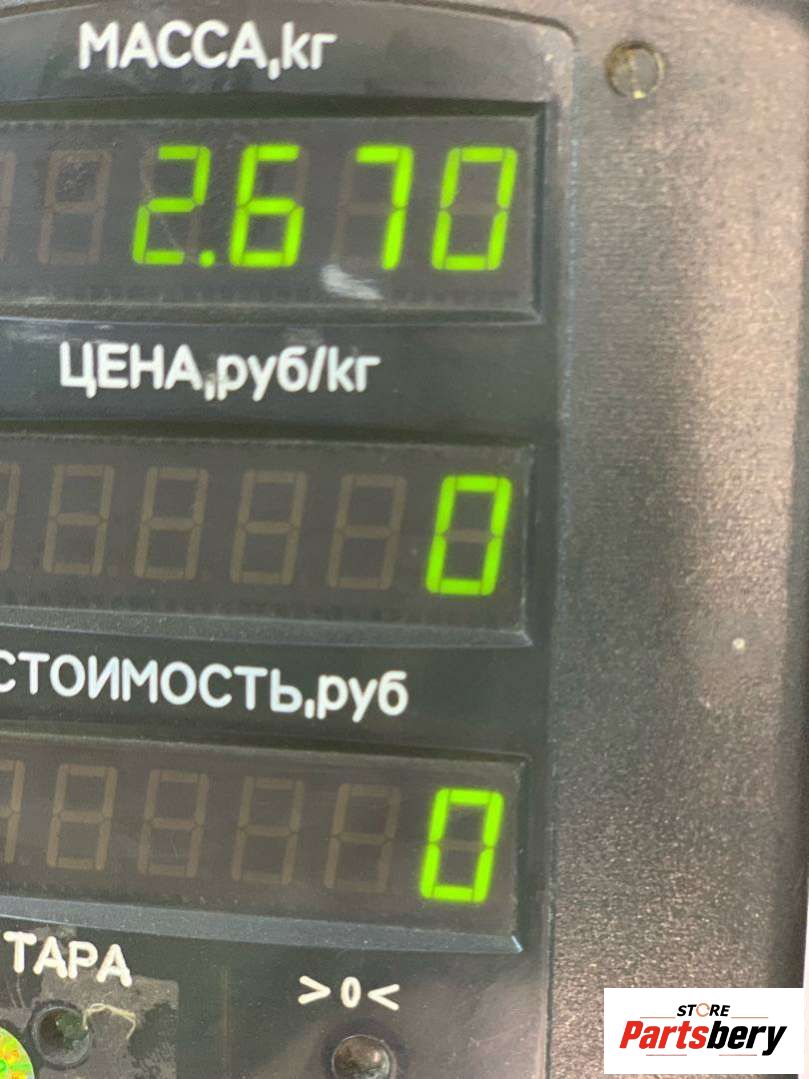 МАССА,кг
2.670
ЦЕНА,руб/кг
0
СТОИМОСТЬ,руб
0
ТАРА
>0<
STORE
Partsbery